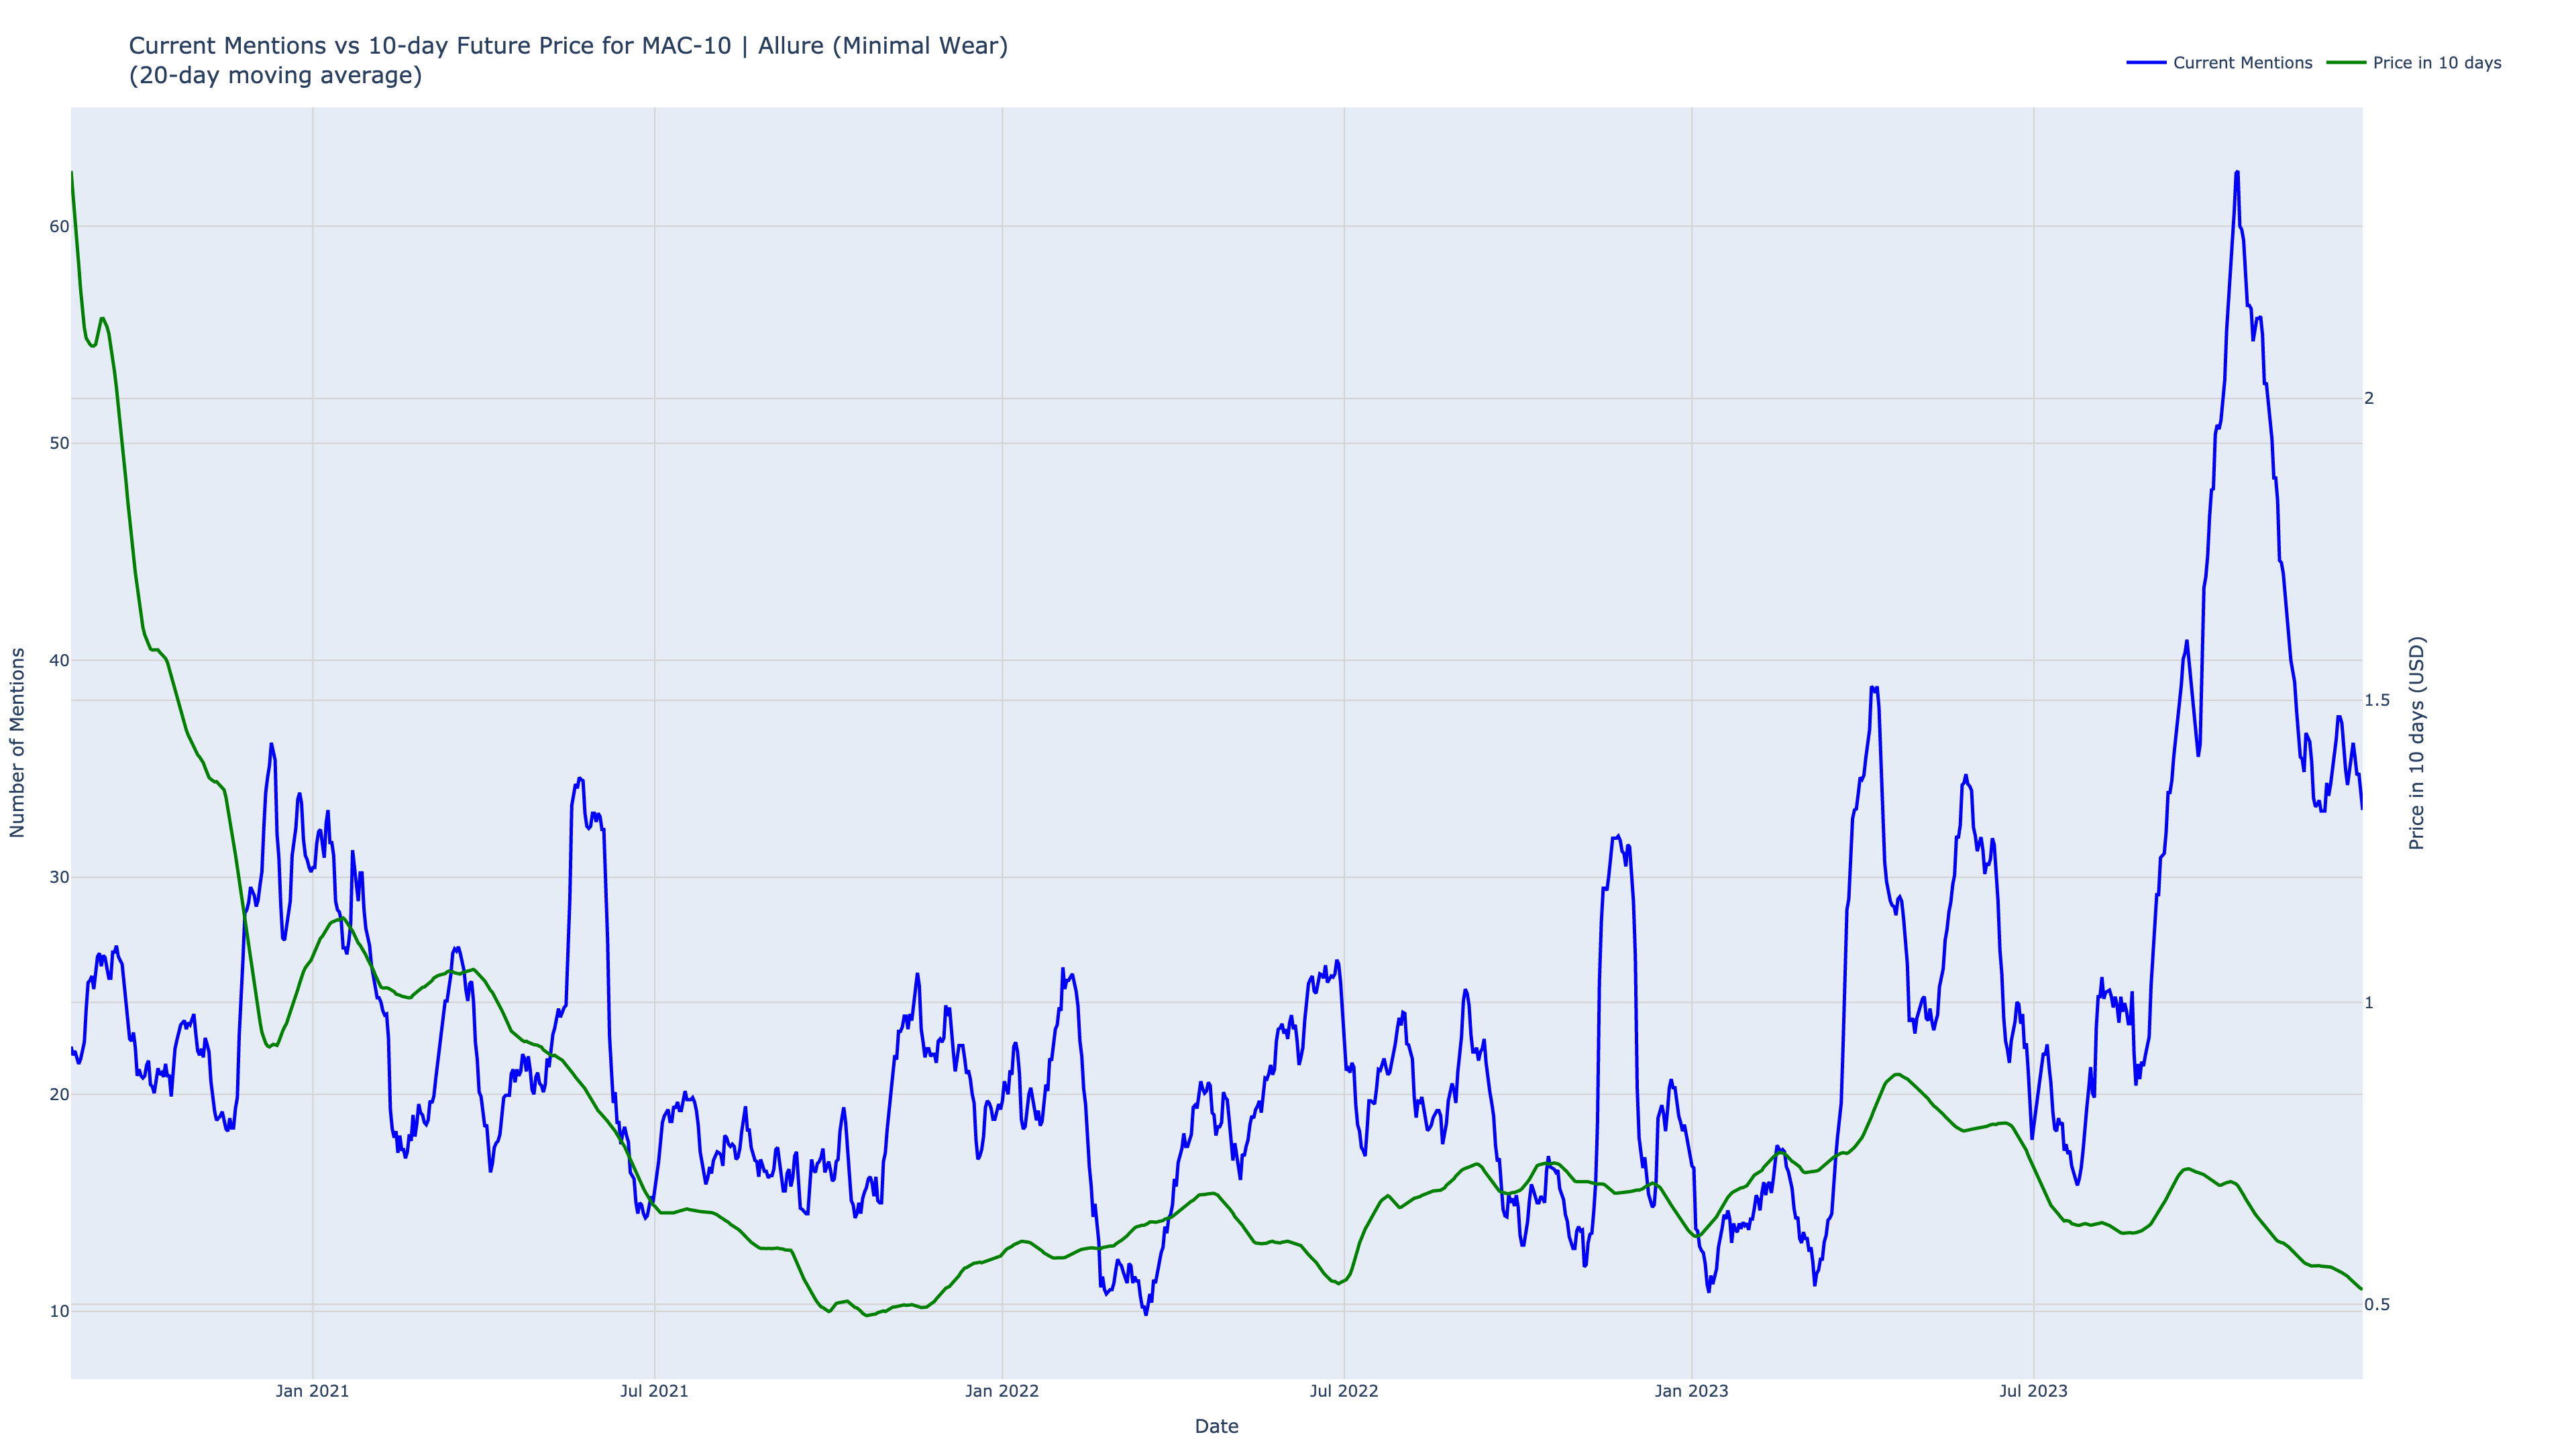 Current Mentions vs 10-day Future Price for MAC-10 | Allure (Minimal Wear)
(20-day moving average)
Current Mentions
Price in 10 days
60
50
40
30
20
10
Number of Mentions
2
1.5
1
0.5
Price in 10 days (USD)
Jan 2021
Jul 2021
Jan 2022
Jul 2022
Jan 2023
Jul 2023
Date